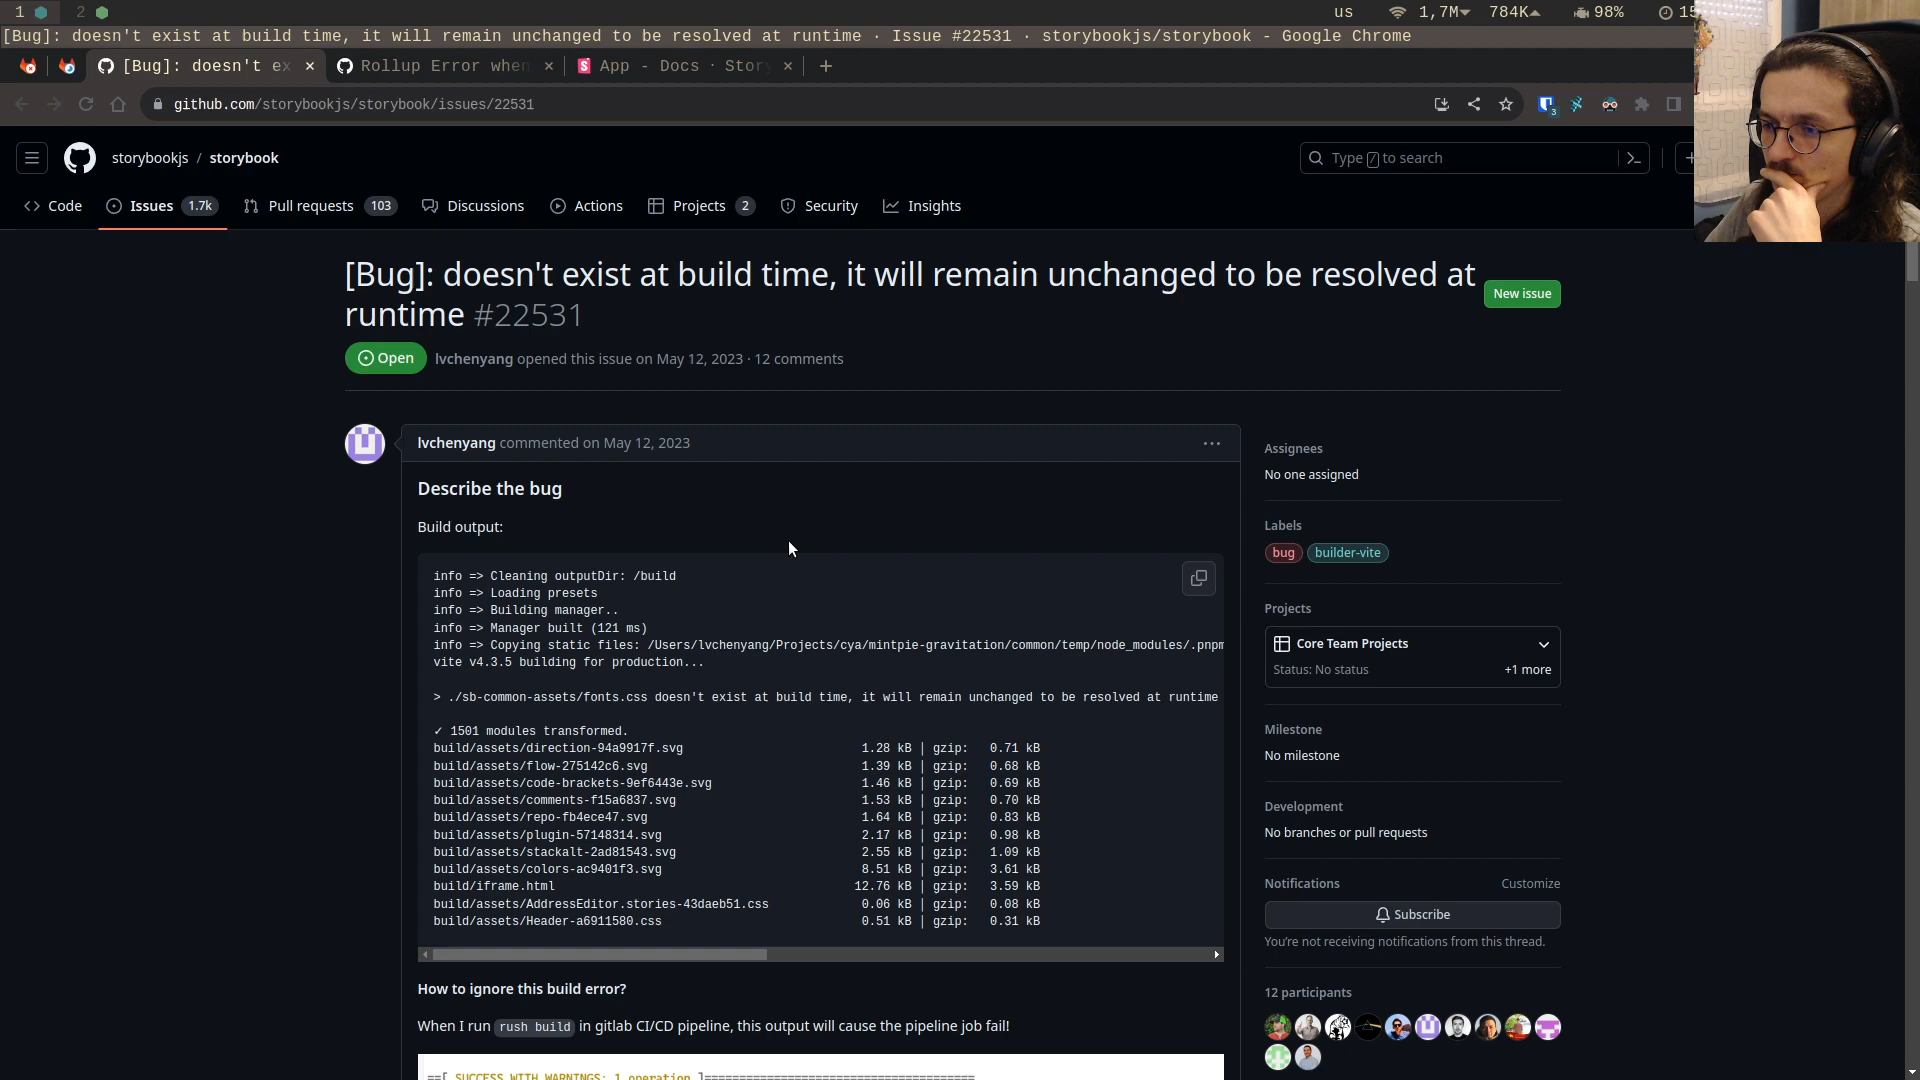 1 2 us 1,7M 784K 98% 15
[Bug]: doesn't exist at build time, it will remain unchanged to be resolved at runtime · Issue #22531 · storybookjs/storybook - Google Chrome
[Bug]: doesn't ex × Rollup Error when × App - Docs · Story × +
github.com/storybookjs/storybook/issues/22531 3
storybookjs / storybook
Type / to search
Code Issues 1.7k Pull requests 103 Discussions Actions Projects 2 Security Insights
[Bug]: doesn't exist at build time, it will remain unchanged to be resolved at
runtime #22531
New issue
Open lvchenyang opened this issue on May 12, 2023 · 12 comments
lvchenyang commented on May 12, 2023 ···
Describe the bug
Build output:
info => Cleaning outputDir: /build
info => Loading presets
info => Building manager..
info => Manager built (121 ms)
info => Copying static files: /Users/lvchenyang/Projects/cya/mintpie-gravitation/common/temp/node_modules/.pnpm
vite v4.3.5 building for production...
> ./sb-common-assets/fonts.css doesn't exist at build time, it will remain unchanged to be resolved at runtime
✓ 1501 modules transformed.
build/assets/direction-94a9917f.svg 1.28 kB | gzip: 0.71 kB
build/assets/flow-275142c6.svg 1.39 kB | gzip: 0.68 kB
build/assets/code-brackets-9ef6443e.svg 1.46 kB | gzip: 0.69 kB
build/assets/comments-f15a6837.svg 1.53 kB | gzip: 0.70 kB
build/assets/repo-fb4ece47.svg 1.64 kB | gzip: 0.83 kB
build/assets/plugin-57148314.svg 2.17 kB | gzip: 0.98 kB
build/assets/stackalt-2ad81543.svg 2.55 kB | gzip: 1.09 kB
build/assets/colors-ac9401f3.svg 8.51 kB | gzip: 3.61 kB
build/iframe.html 12.76 kB | gzip: 3.59 kB
build/assets/AddressEditor.stories-43daeb51.css 0.06 kB | gzip: 0.08 kB
build/assets/Header-a6911580.css 0.51 kB | gzip: 0.31 kB
How to ignore this build error?
When I run rush build in gitlab CI/CD pipeline, this output will cause the pipeline job fail!
==[ SUCCESS WITH WARNINGS: 1 operation ]======================================
Assignees
No one assigned
Labels
bug builder-vite
Projects
Core Team Projects
Status: No status +1 more
Milestone
No milestone
Development
No branches or pull requests
Notifications Customize
Subscribe
You're not receiving notifications from this thread.
12 participants